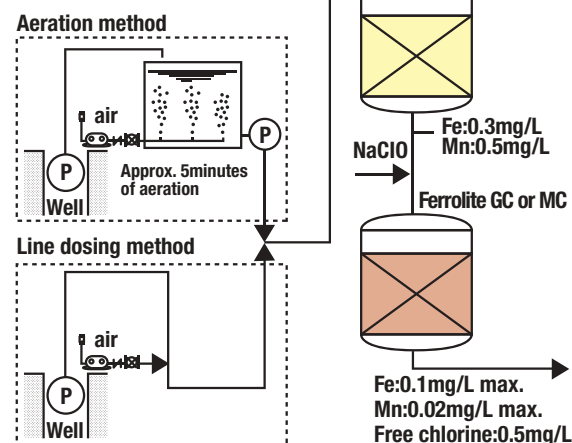 Aeration method
air
P
P
Approx. 5minutes
of aeration
Well
Line dosing method
air
P
Well
Fe:0.3mg/L
Mn:0.5mg/L
NaClO
Ferrolite GC or MC
Fe:0.1mg/L max.
Mn:0.02mg/L max.
Free chlorine:0.5mg/L